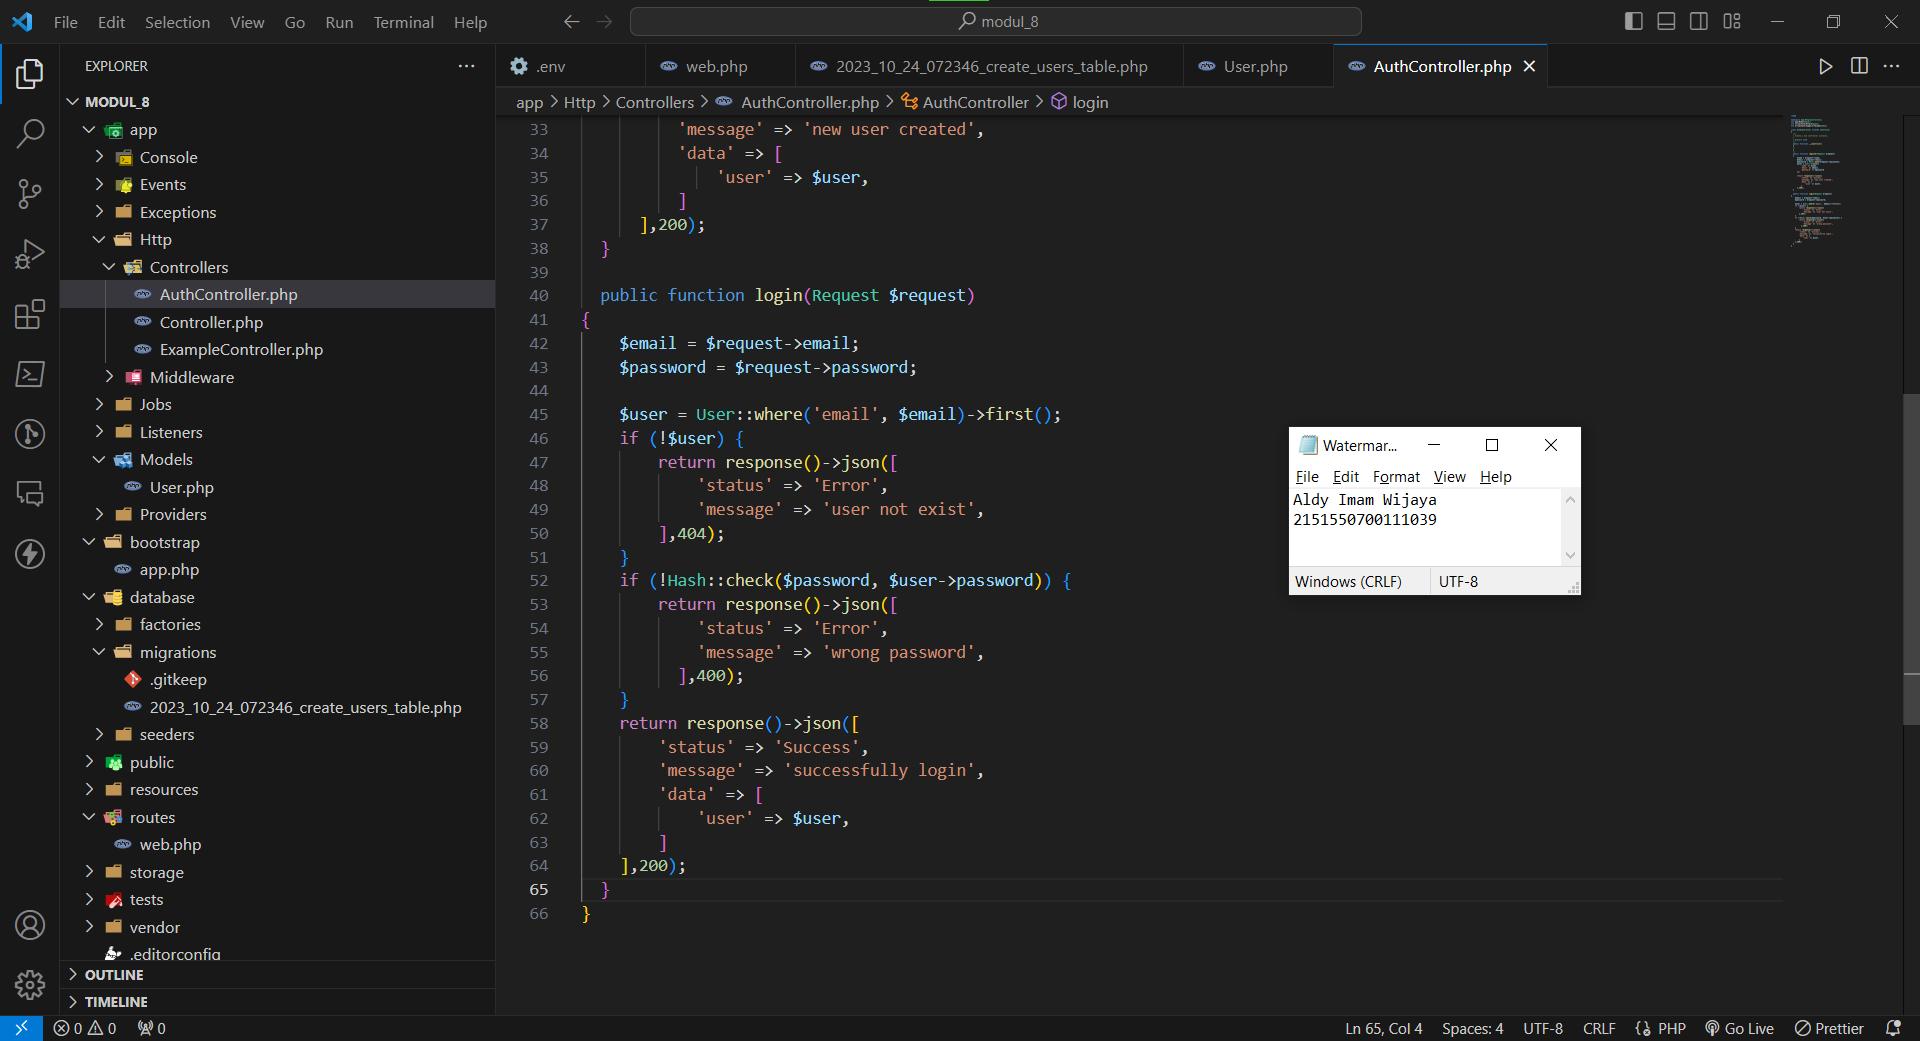 File Edit Selection View Go Run Terminal Help
modul_8
EXPLORER
MODUL_8
app
Console
Events
Exceptions
Http
Controllers
AuthController.php
Controller.php
ExampleController.php
Middleware
Jobs
Listeners
Models
User.php
Providers
bootstrap
app.php
database
factories
migrations
.gitkeep
2023_10_24_072346_create_users_table.php
seeders
public
resources
routes
web.php
storage
tests
vendor
.editorconfig
OUTLINE
TIMELINE
.env web.php 2023_10_24_072346_create_users_table.php User.php AuthController.php
app > Http > Controllers > AuthController.php > AuthController > login
33 'message' => 'new user created',
34 'data' => [
35 'user' => $user,
36 ]
37 ],200);
38 }
39
40 public function login(Request $request)
41 {
42 $email = $request->email;
43 $password = $request->password;
44
45 $user = User::where('email', $email)->first();
46 if (!$user) {
47 return response()->json([
48 'status' => 'Error',
49 'message' => 'user not exist',
50 ],404);
51 }
52 if (!Hash::check($password, $user->password)) {
53 return response()->json([
54 'status' => 'Error',
55 'message' => 'wrong password',
56 ],400);
57 }
58 return response()->json([
59 'status' => 'Success',
60 'message' => 'successfully login',
61 'data' => [
62 'user' => $user,
63 ]
64 ],200);
65 }
66 }
Watermar...
File Edit Format View Help
Aldy Imam Wijaya
2151550700111039
Windows (CRLF) UTF-8
0 0 0
Ln 65, Col 4 Spaces: 4 UTF-8 CRLF PHP Go Live Prettier